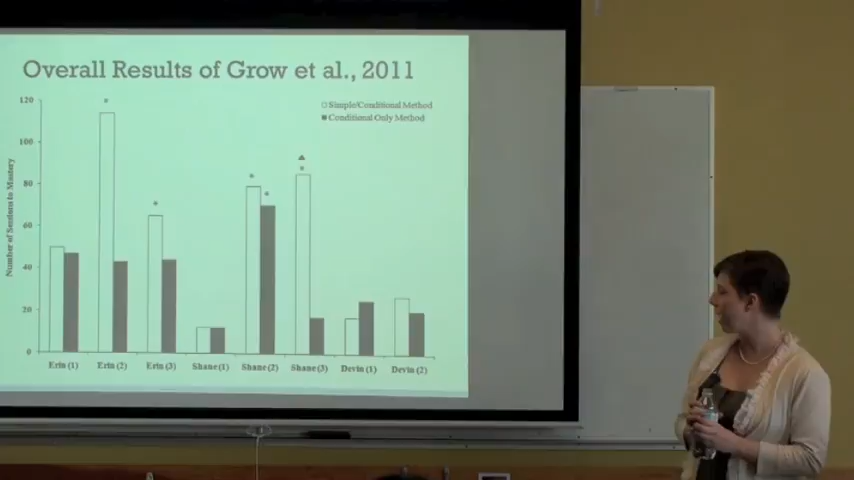 Overall Results of Grow et al., 2011
120
100
80
60
40
20
0
Number of Sessions to Mastery
Simple/Conditional Method
Conditional Only Method
Erin (1) Erin (2) Erin (3) Shane (1) Shane (2) Shane (3) Devin (1) Devin (2)